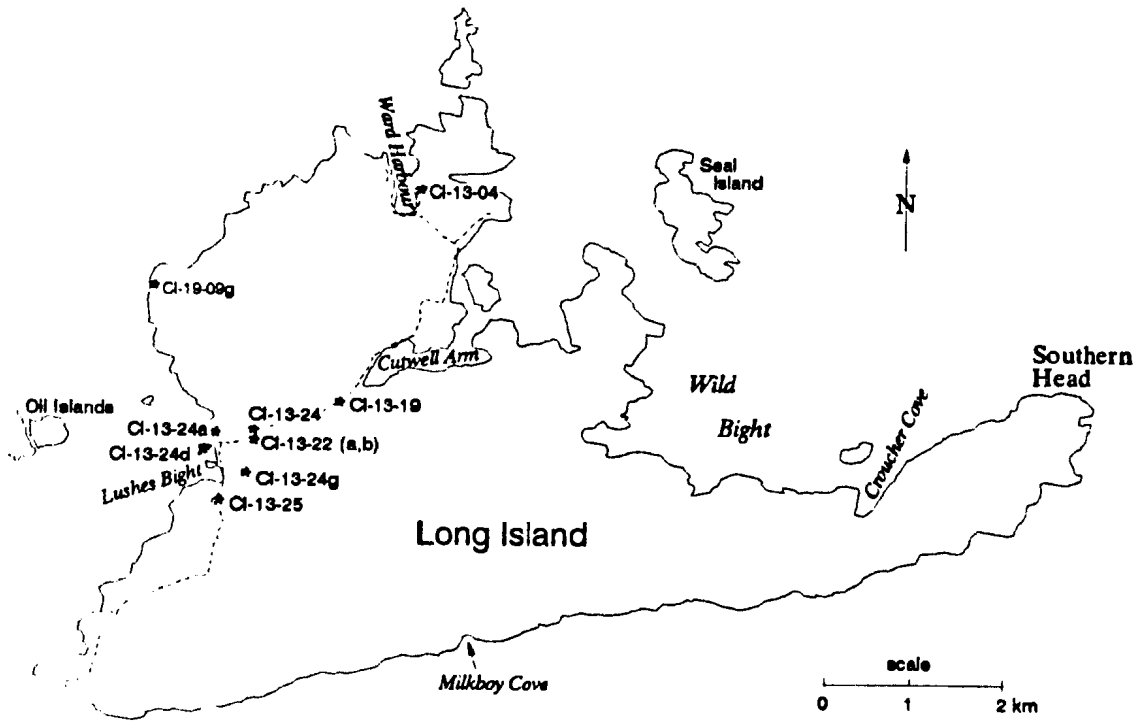 Ward Harbour
CI-13-04
Seal
Island
N
CI-19-09g
Cutwell Arm
Southern
Head
Wild
Bight
CI-13-19
Oil Islands
CI-13-24
CI-13-24a
CI-13-22 (a,b)
CI-13-24d
Croucher Cove
Lushes Bight
CI-13-24g
CI-13-25
Long Island
Milkboy Cove
scale
0 1 2 km